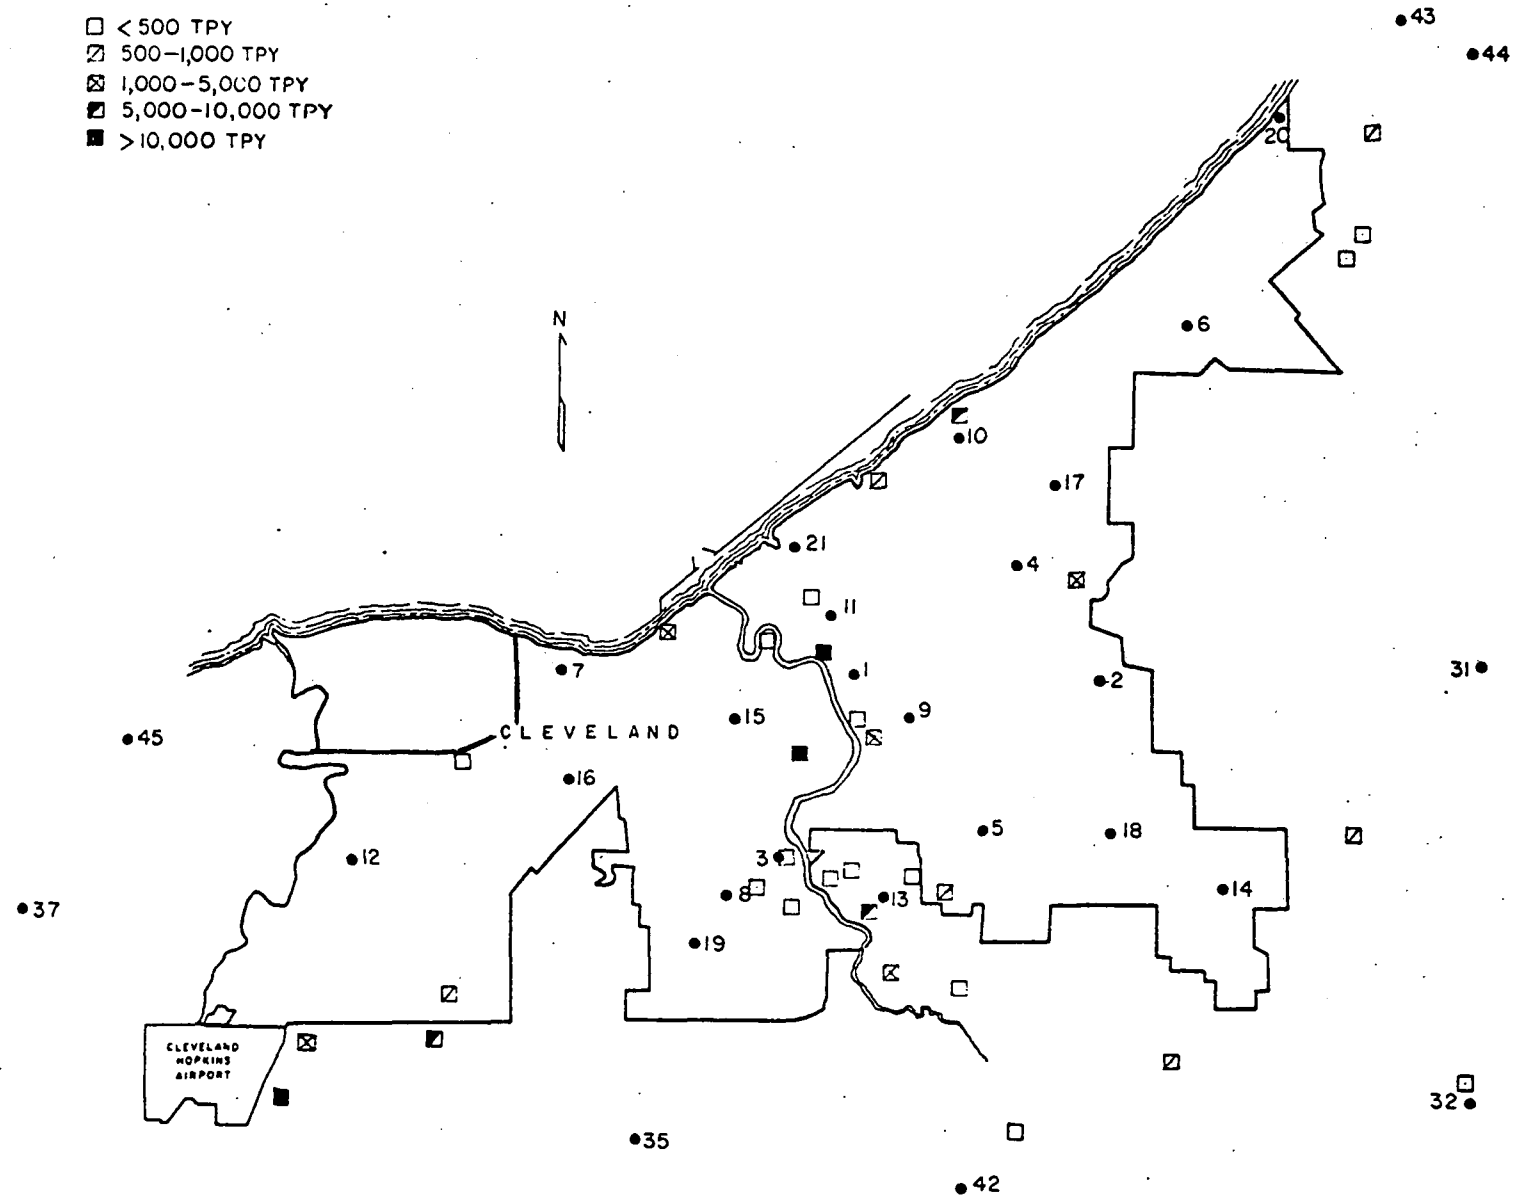 < 500 TPY
500-1,000 TPY
1,000-5,000 TPY
5,000-10,000 TPY
>10,000 TPY
43
44
20
N
6
10
17
21
4
11
7
1
2
31
15
9
45
CLEVELAND
16
5
18
12
3
14
8
13
37
19
CLEVELAND
HOPKINS
AIRPORT
32
35
42